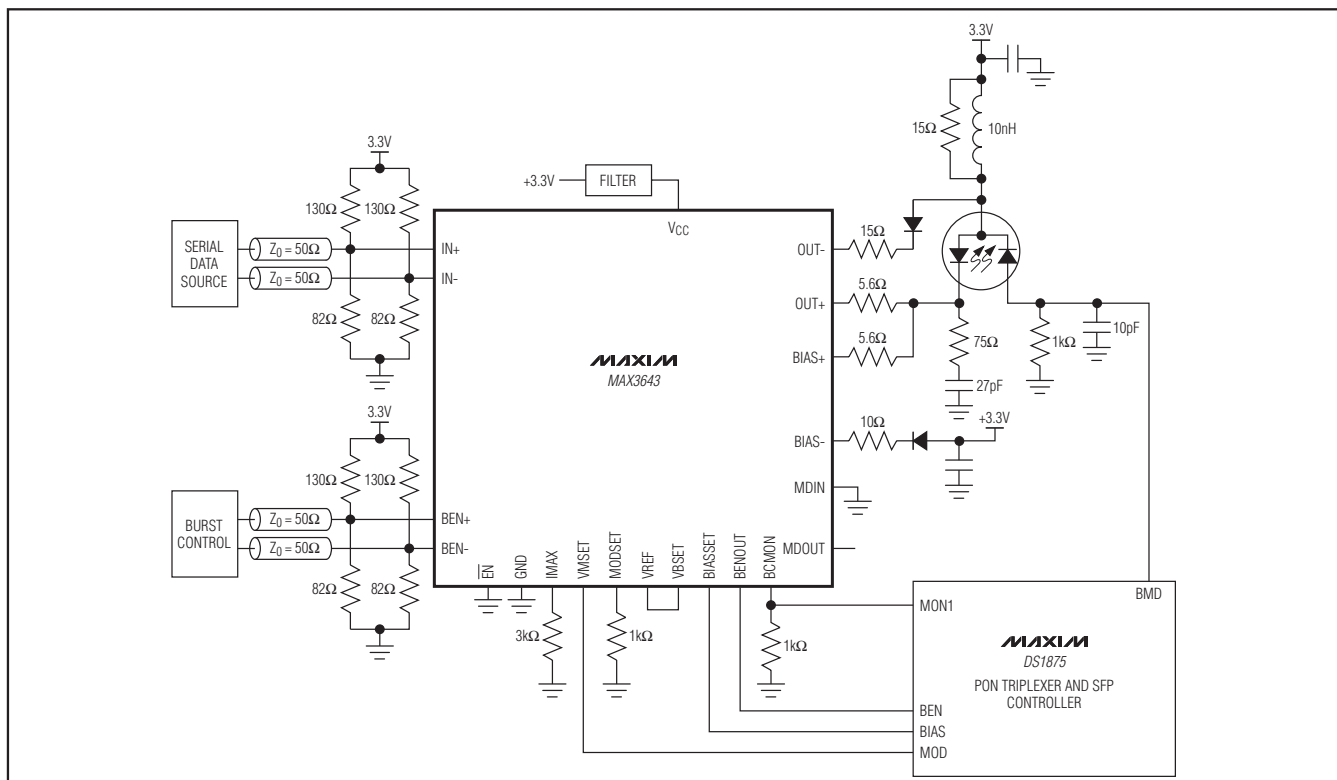 3.3V
15Ω
10nH
3.3V
130Ω
130Ω
+3.3V
FILTER
VCC
SERIAL
DATA
SOURCE
Z0 = 50Ω
Z0 = 50Ω
IN+
IN-
82Ω
82Ω
OUT-
15Ω
OUT+
5.6Ω
BIAS+
5.6Ω
75Ω
27pF
1kΩ
10pF
MAXIM
MAX3643
3.3V
130Ω
130Ω
BIAS-
10Ω
+3.3V
MDIN
MDOUT
BURST
CONTROL
Z0 = 50Ω
Z0 = 50Ω
BEN+
BEN-
82Ω
82Ω
EN
GND
IMAX
VMSET
MODSET
VREF
VBSET
BIASSET
BENOUT
BCMON
3kΩ
1kΩ
1kΩ
MON1
BMD
MAXIM
DS1875
PON TRIPLEXER AND SFP
CONTROLLER
BEN
BIAS
MOD